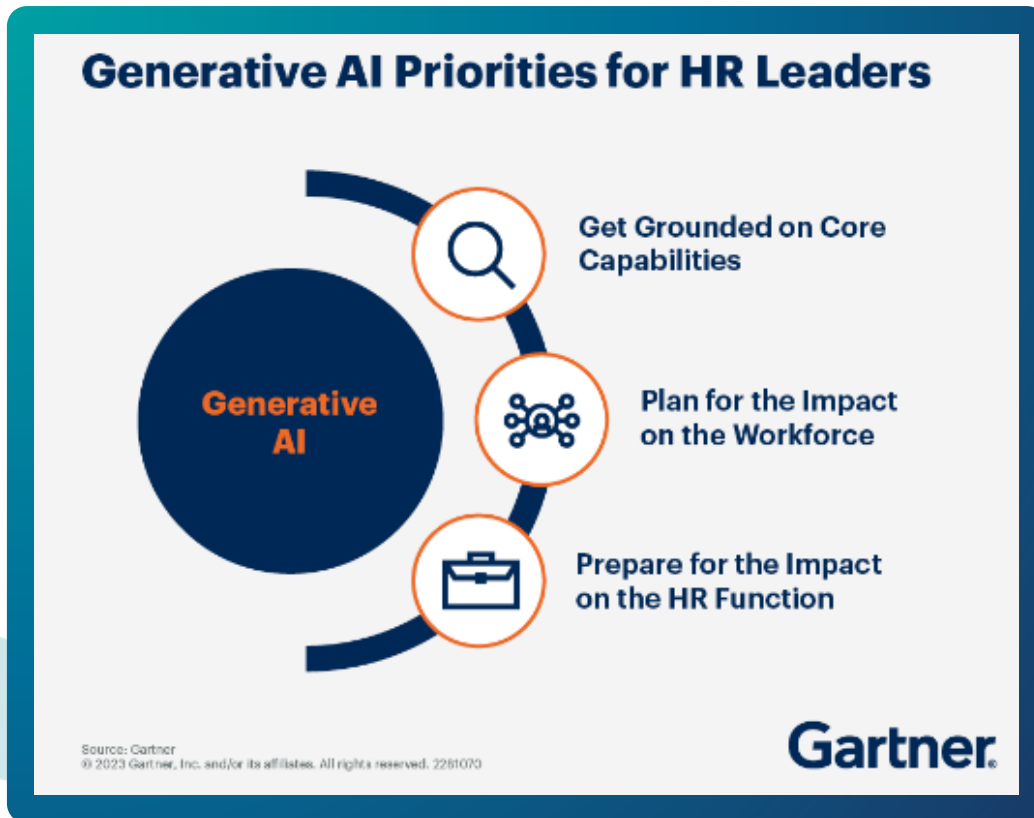 Generative AI Priorities for HR Leaders
Get Grounded on Core
Capabilities
Generative
AI
Plan for the Impact
on the Workforce
Prepare for the Impact
on the HR Function
Source: Gartner
© 2023 Gartner, Inc. and/or its affiliates. All rights reserved. 2261070
Gartner®